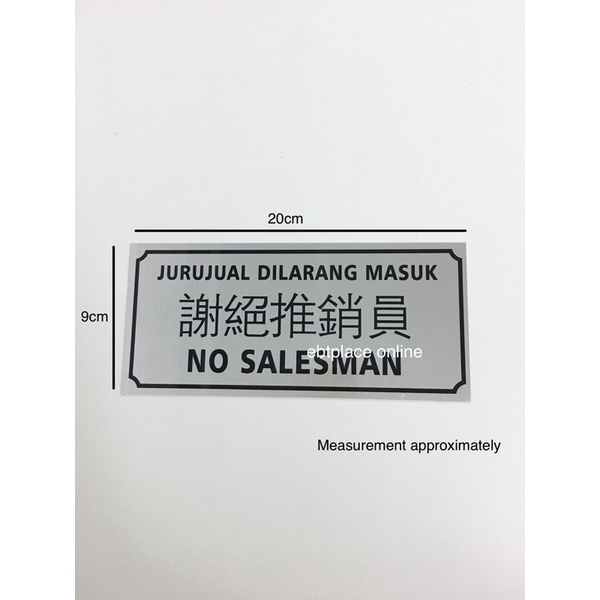 20cm
9cm
JURUJUAL DILARANG MASUK
謝絕推銷員
ebtplace online
NO SALESMAN
Measurement approximately